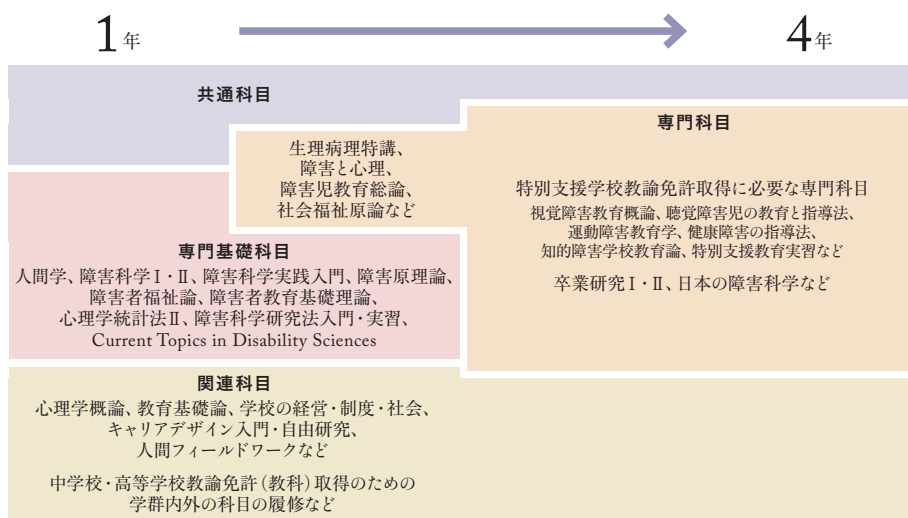 1年
4年
共通科目
生理病理特講、
障害と心理、
障害児教育総論、
社会福祉原論など
専門科目
特別支援学校教諭免許取得に必要な専門科目
視覚障害教育概論、聴覚障害児の教育と指導法、
運動障害教育学、健康障害の指導法、
知的障害学校教育論、特別支援教育実習など
卒業研究Ⅰ・Ⅱ、日本の障害科学など
専門基礎科目
人間学、障害科学Ⅰ・Ⅱ、障害科学実践入門、障害原理論、
障害者福祉論、障害者教育基礎理論、
心理学統計法Ⅱ、障害科学研究法入門・実習、
Current Topics in Disability Sciences
関連科目
心理学概論、教育基礎論、学校の経営・制度・社会、
キャリアデザイン入門・自由研究、
人間フィールドワークなど
中学校・高等学校教諭免許（教科）取得のための
学群内外の科目の履修など